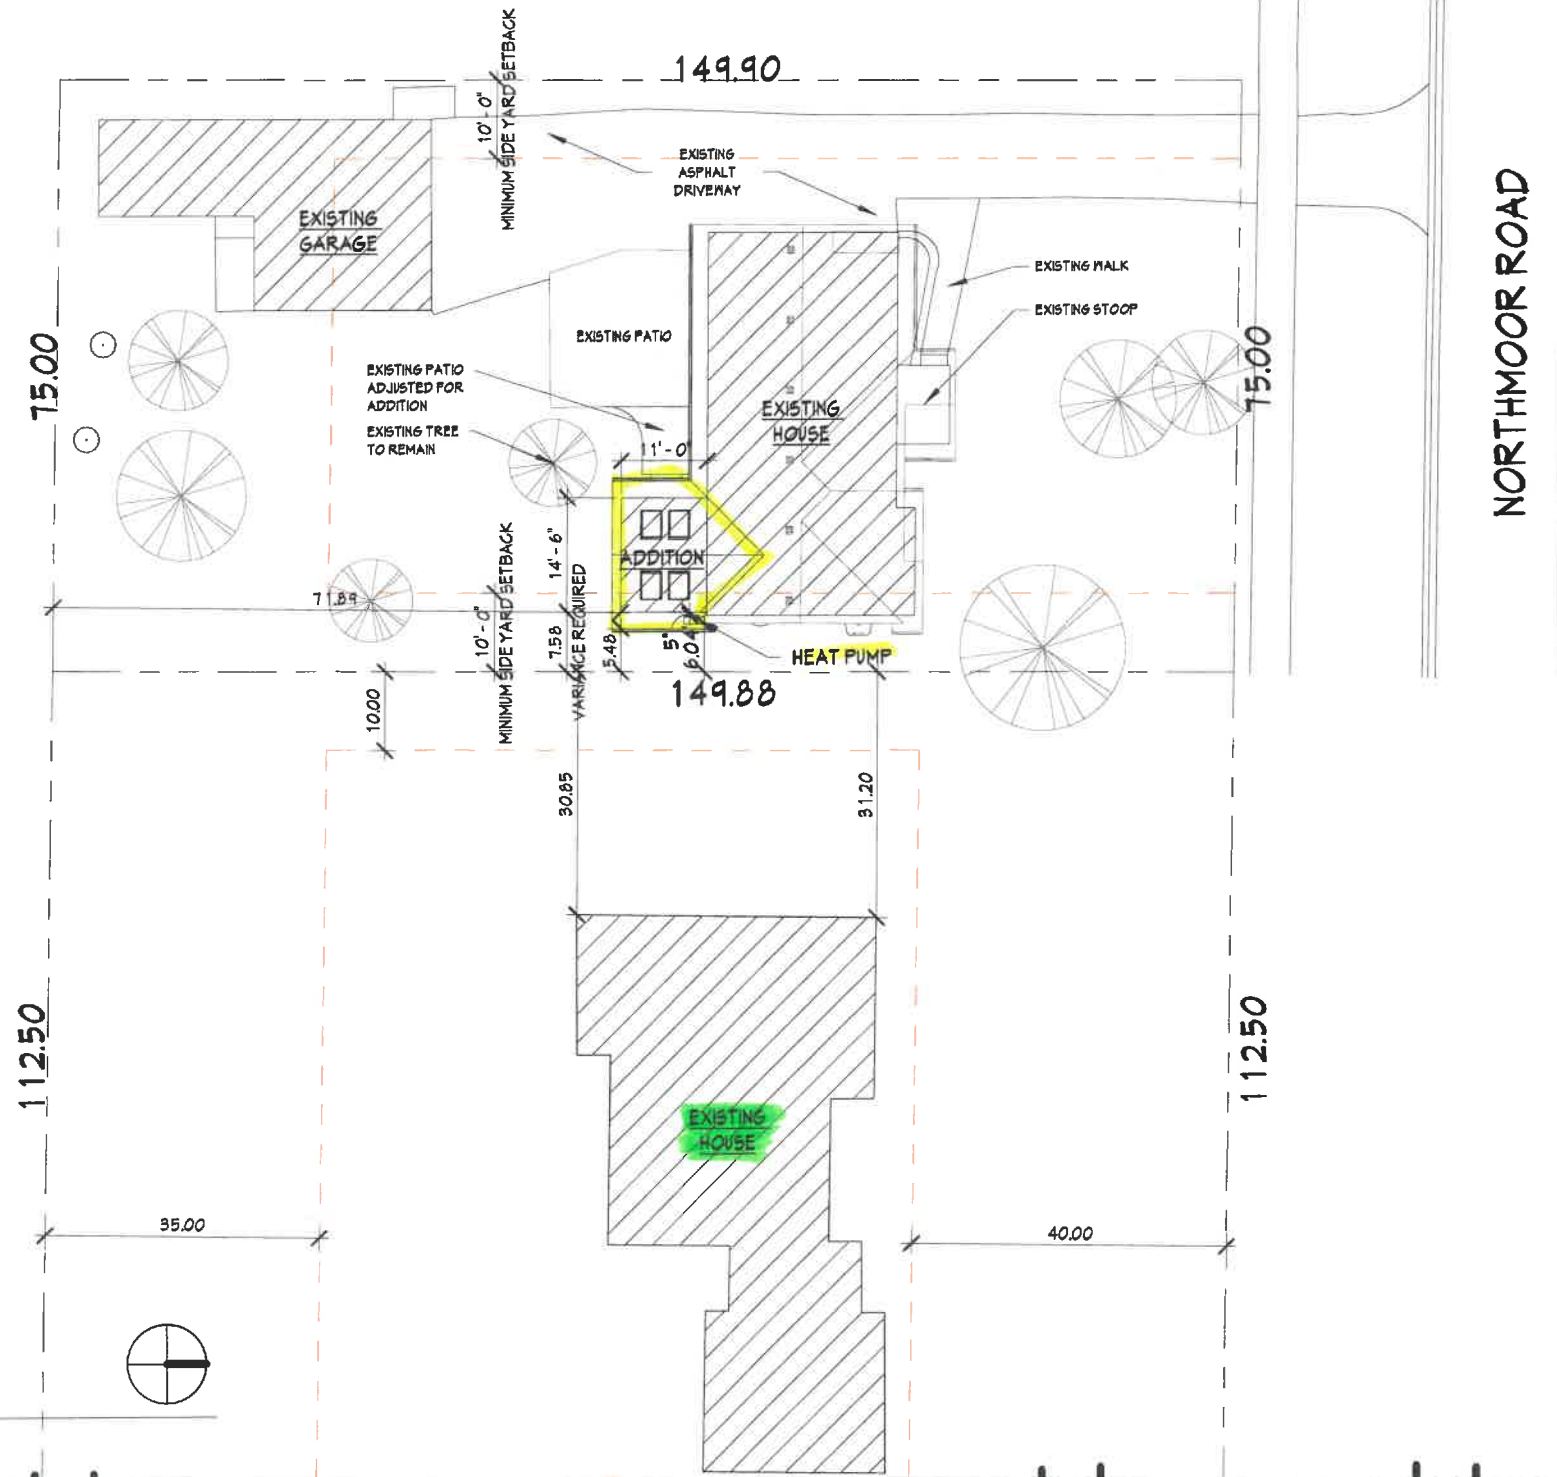 149.90
MINIMUM SIDE YARD SETBACK
10'-0"
EXISTING
ASPHALT
DRIVEWAY
EXISTING
GARAGE
NORTHMOOR ROAD
EXISTING WALK
EXISTING STOOP
EXISTING PATIO
75.00
75.00
EXISTING PATIO
ADJUSTED FOR
ADDITION
EXISTING TREE
TO REMAIN
EXISTING
HOUSE
11'-0"
ADDITION
14'-6"
MINIMUM SIDE YARD SETBACK
10'-0"
VARIANCE REQUIRED
7.58
5.48
71.89
HEAT PUMP
149.88
10.00
30.85
31.20
112.50
112.50
EXISTING
HOUSE
35.00
40.00